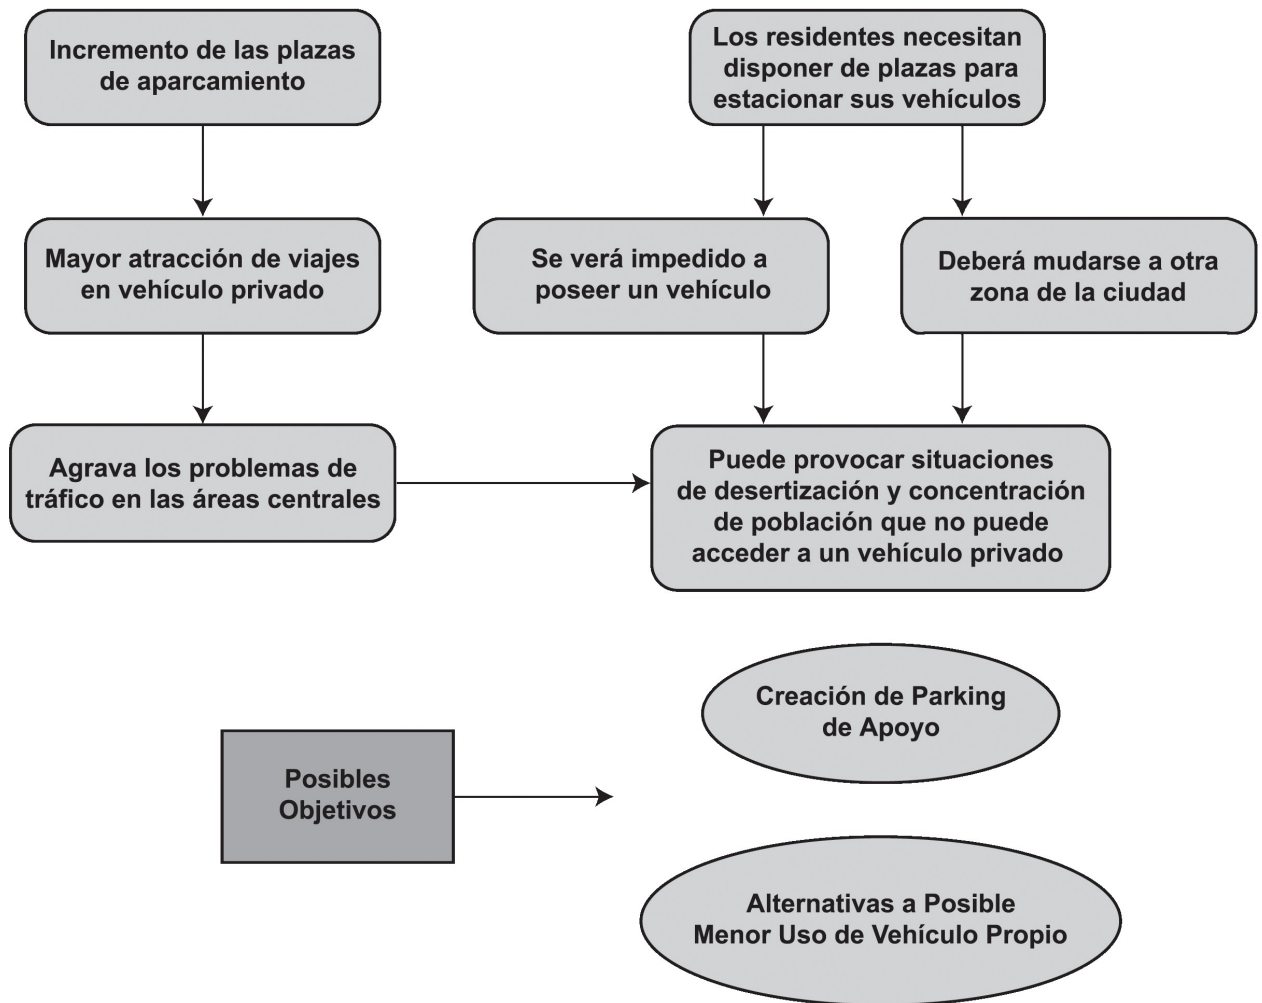 Incremento de las plazas
de aparcamiento
Los residentes necesitan
disponer de plazas para
estacionar sus vehículos
Mayor atracción de viajes
en vehículo privado
Se verá impedido a
poseer un vehículo
Deberá mudarse a otra
zona de la ciudad
Agrava los problemas de
tráfico en las áreas centrales
Puede provocar situaciones
de desertización y concentración
de población que no puede
acceder a un vehículo privado
Creación de Parking
de Apoyo
Posibles
Objetivos
Alternativas a Posible
Menor Uso de Vehículo Propio